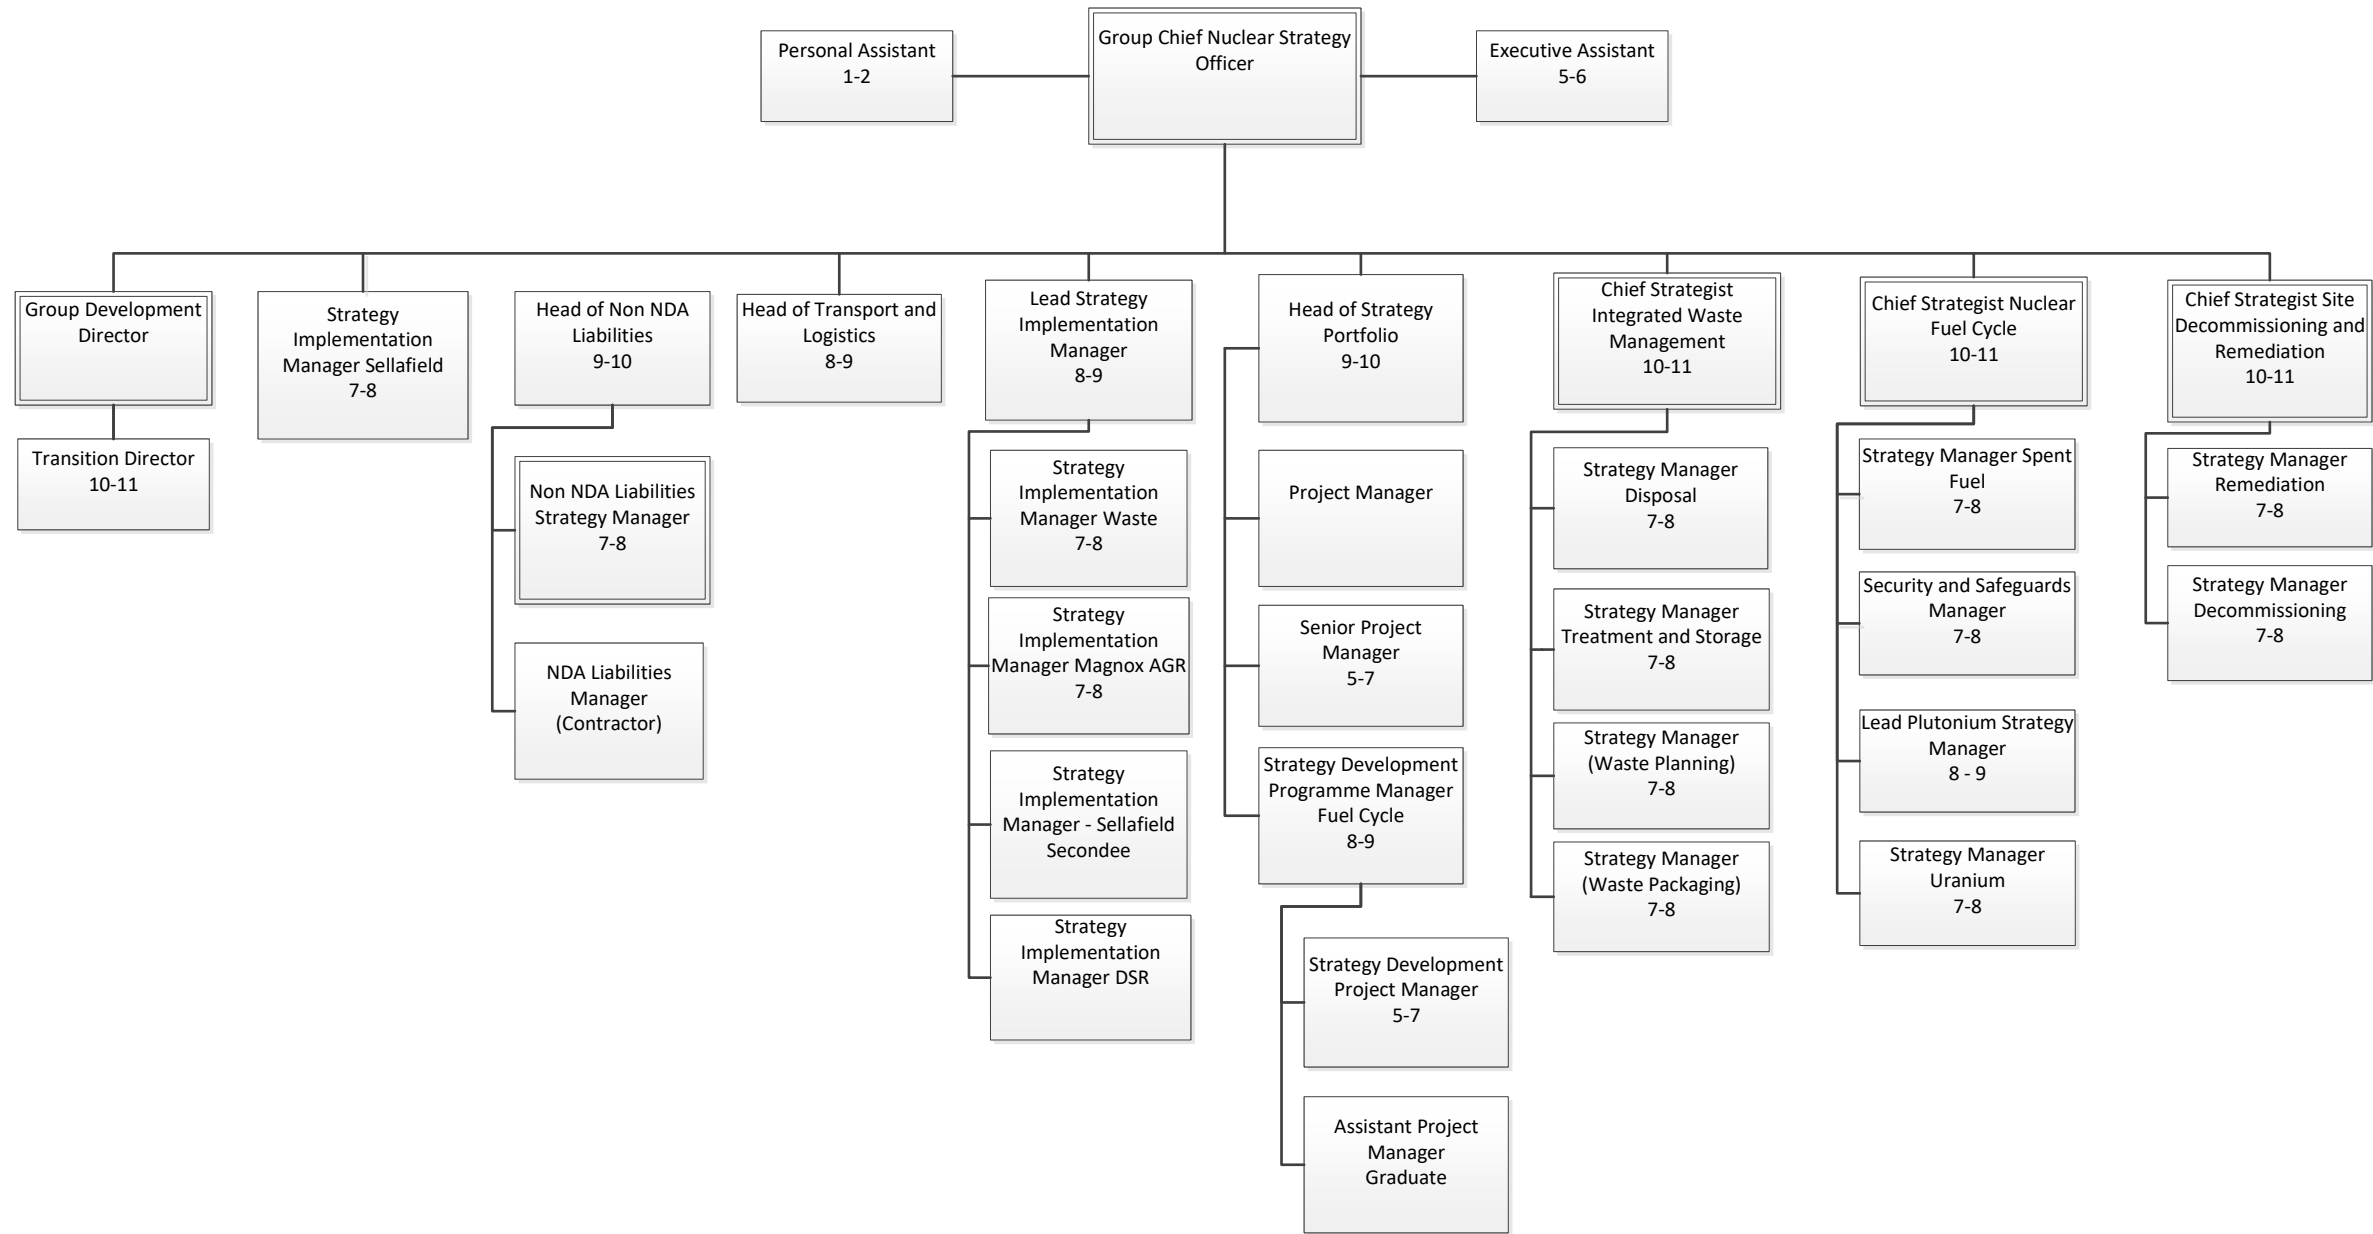 Personal Assistant
1-2
Group Chief Nuclear Strategy
Officer
Executive Assistant
5-6
Group Development
Director
Transition Director
10-11
Strategy
Implementation
Manager Sellafield
7-8
Head of Non NDA
Liabilities
9-10
Non NDA Liabilities
Strategy Manager
7-8
NDA Liabilities
Manager
(Contractor)
Head of Transport and
Logistics
8-9
Lead Strategy
Implementation
Manager
8-9
Strategy
Implementation
Manager Waste
7-8
Strategy
Implementation
Manager Magnox AGR
7-8
Strategy
Implementation
Manager - Sellafield
Secondee
Strategy
Implementation
Manager DSR
Head of Strategy
Portfolio
9-10
Project Manager
Senior Project
Manager
5-7
Strategy Development
Programme Manager
Fuel Cycle
8-9
Strategy Development
Project Manager
5-7
Assistant Project
Manager
Graduate
Chief Strategist
Integrated Waste
Management
10-11
Strategy Manager
Disposal
7-8
Strategy Manager
Treatment and Storage
7-8
Strategy Manager
(Waste Planning)
7-8
Strategy Manager
(Waste Packaging)
7-8
Chief Strategist Nuclear
Fuel Cycle
10-11
Strategy Manager Spent
Fuel
7-8
Security and Safeguards
Manager
7-8
Lead Plutonium Strategy
Manager
8 - 9
Strategy Manager
Uranium
7-8
Chief Strategist Site
Decommissioning and
Remediation
10-11
Strategy Manager
Remediation
7-8
Strategy Manager
Decommissioning
7-8